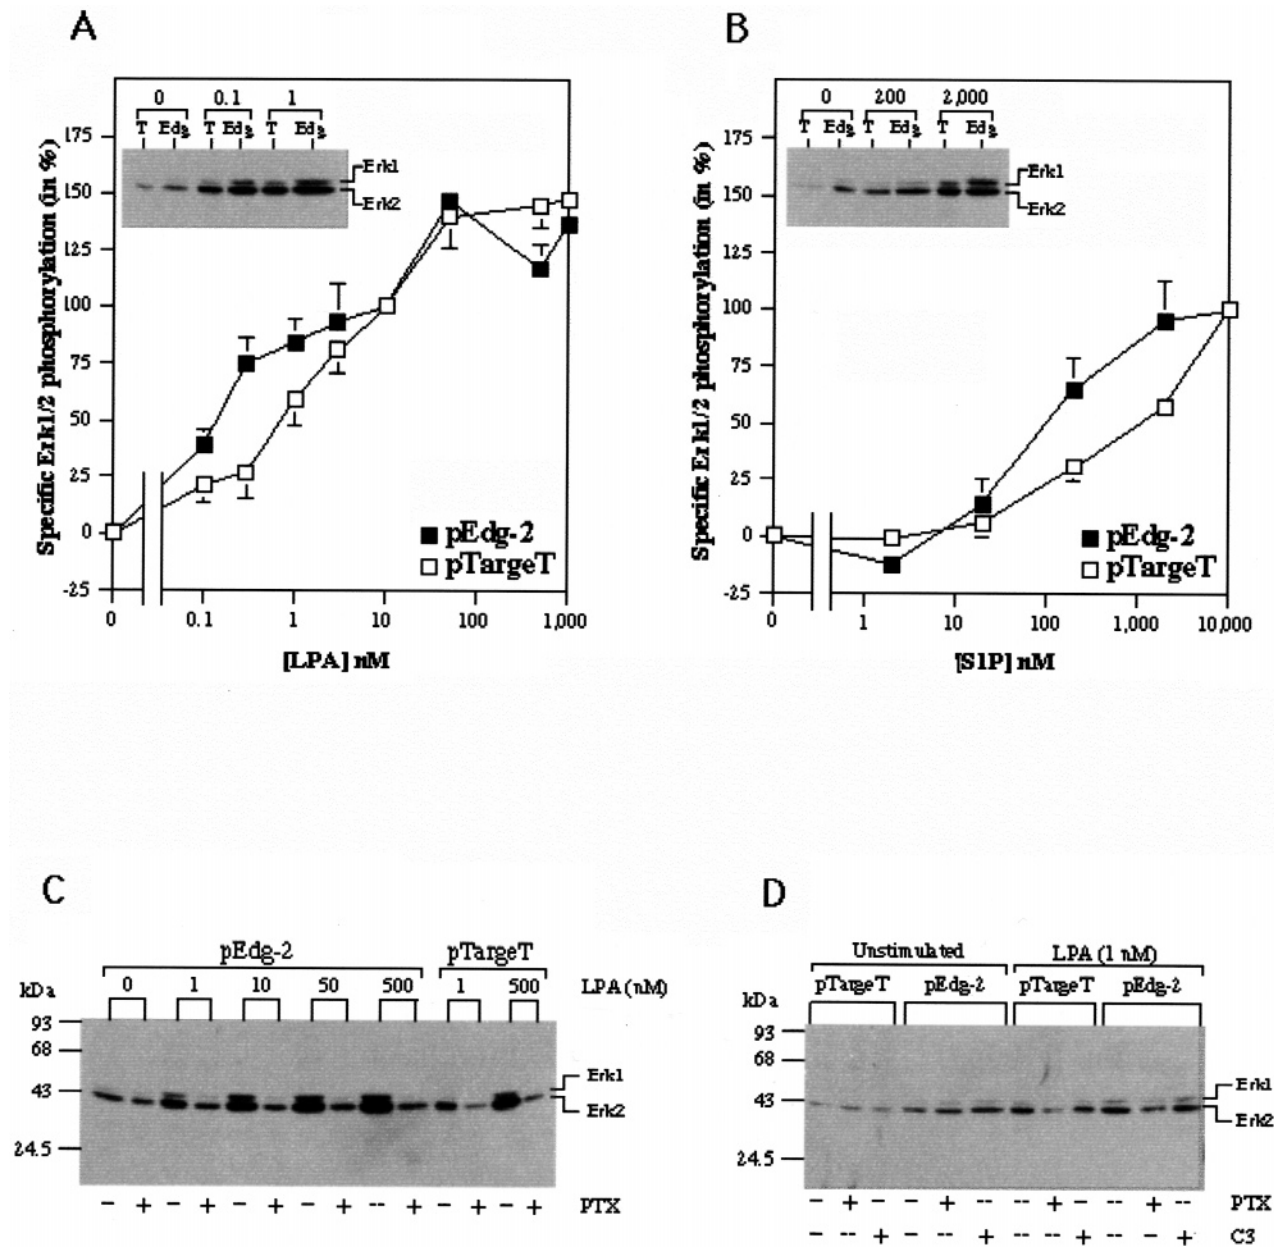 A
Specific Erk1/2 phosphorylation (in %)
175
150
125
100
75
50
25
0
-25
0 0.1 1
T Edg T Edg T Edg
Erk1
Erk2
pEdg-2
pTargeT
0 0.1 1 10 100 1,000
[LPA] nM
B
Specific Erk1/2 phosphorylation (in %)
175
150
125
100
75
50
25
0
-25
0 200 2,000
T Edg T Edg T Edg
Erk1
Erk2
pEdg-2
pTargeT
0 1 10 100 1,000 10,000
[S1P] nM
C
pEdg-2 pTargeT
0 1 10 50 500 1 500 LPA (nM)
kDa
93
68
43
24.5
Erk1
Erk2
– + – + – + – + -- + – + – + PTX
D
Unstimulated LPA (1 nM)
pTargeT pEdg-2 pTargeT pEdg-2
kDa
93
68
43
24.5
Erk1
Erk2
– + – – + -- -- + -- -- + -- PTX
– -- + – -- + -- -- + -- – + C3